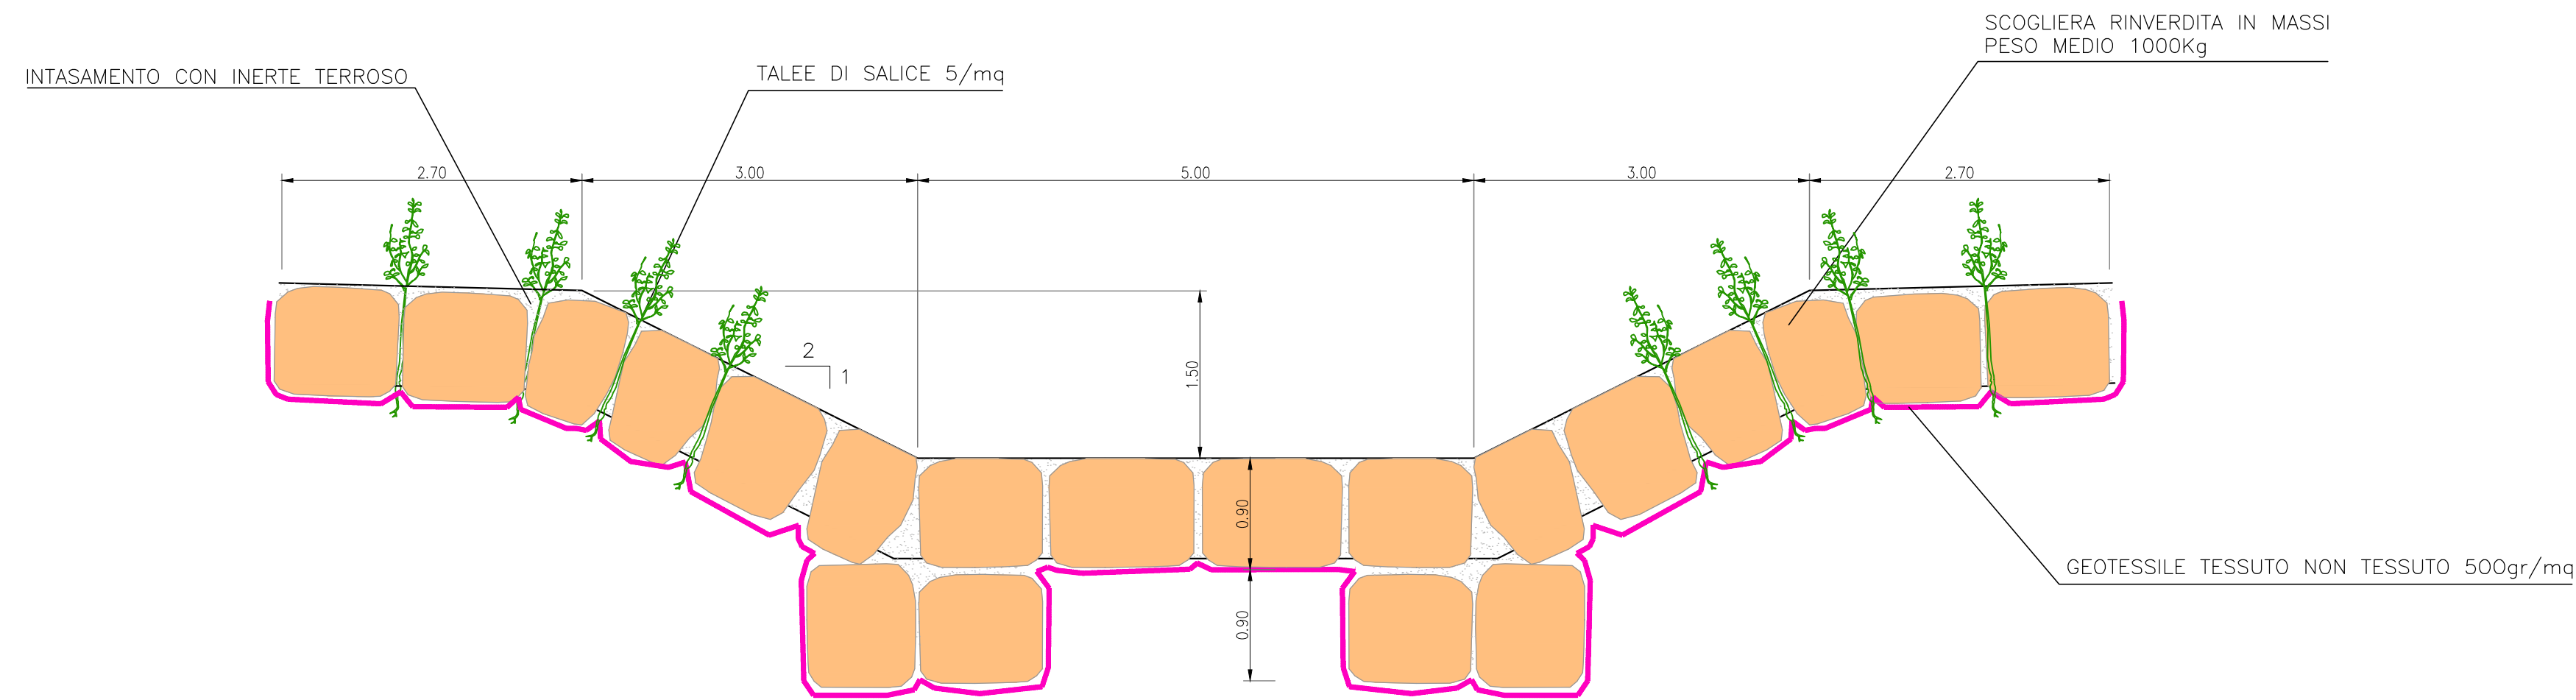 SCOGLIERA RINVERDITA IN MASSI
PESO MEDIO 1000Kg
INTASAMENTO CON INERTE TERROSO
TALEE DI SALICE 5/mq
2.70
3.00
5.00
3.00
2.70
2
1
1.50
0.90
0.90
GEOTESSILE TESSUTO NON TESSUTO 500gr/mq